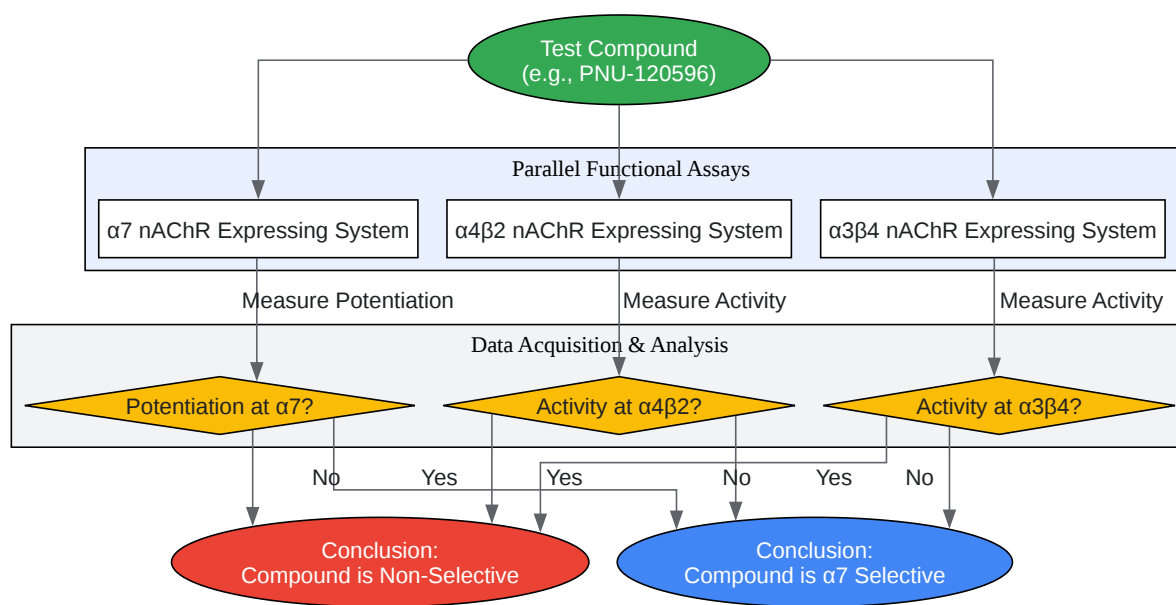 Test Compound
(e.g., PNU-120596)
Parallel Functional Assays
α7 nAChR Expressing System
α4β2 nAChR Expressing System
α3β4 nAChR Expressing System
Measure Potentiation
Measure Activity
Measure Activity
Data Acquisition & Analysis
Potentiation at α7?
Activity at α4β2?
Activity at α3β4?
No
Yes
Yes
No
Yes
No
Conclusion:
Compound is Non-Selective
Conclusion:
Compound is α7 Selective